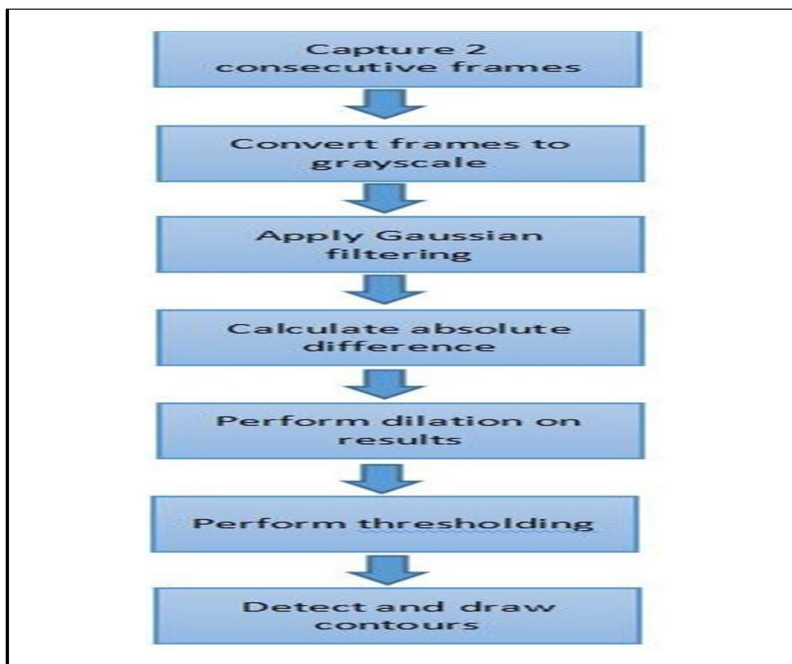 Capture 2
consecutive frames
Convert frames to
grayscale
Apply Gaussian
filtering
Calculate absolute
difference
Perform dilation on
results
Perform thresholding
Detect and draw
contours